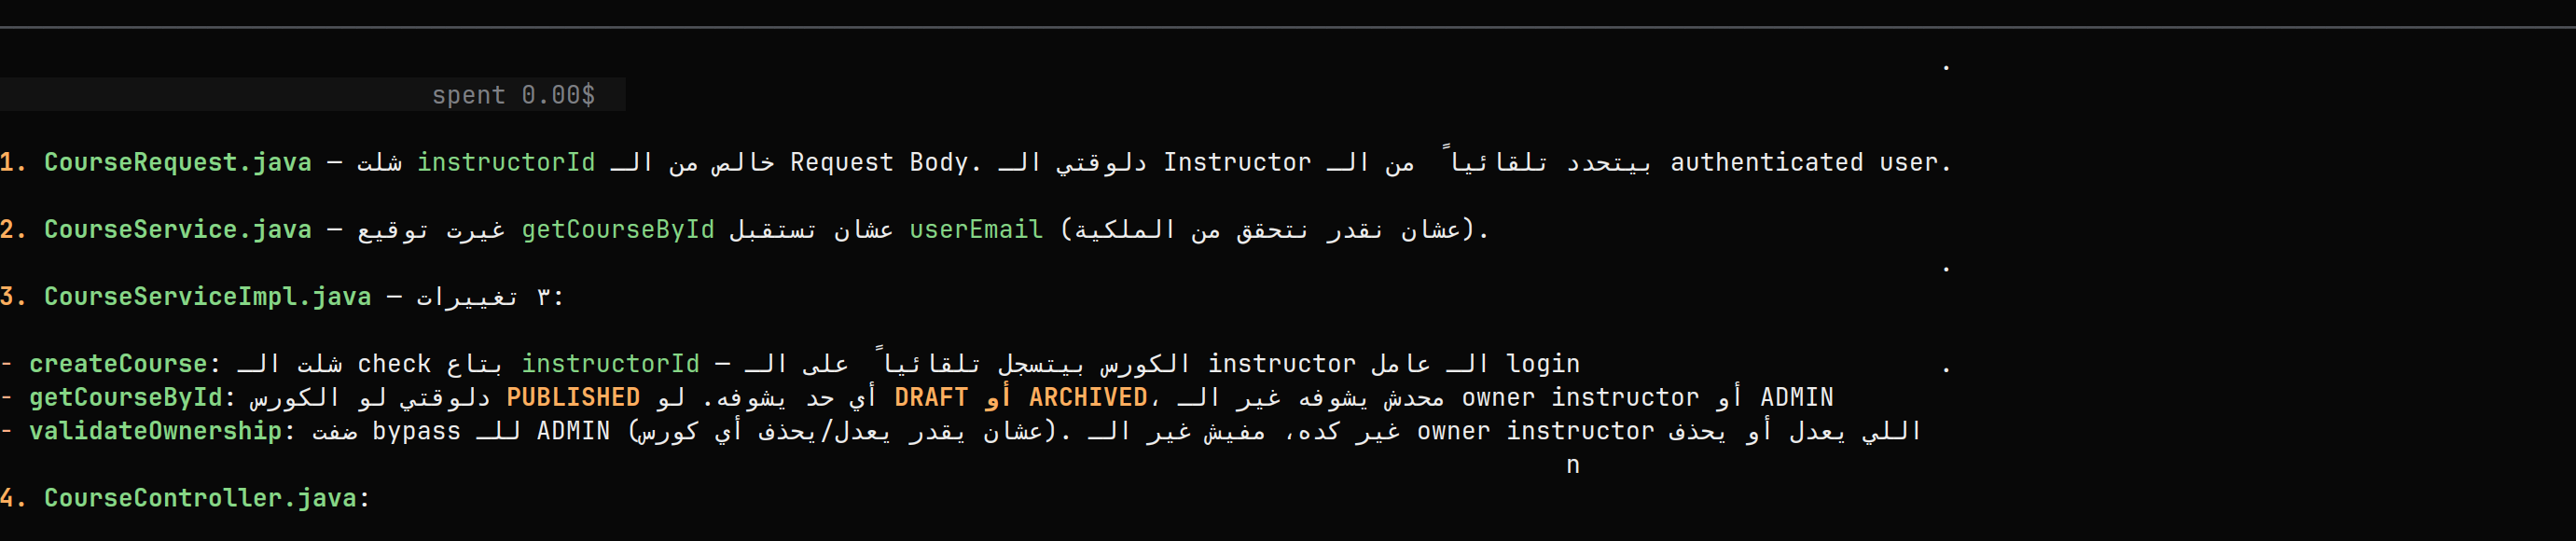 .
spent 0.00$
1. CourseRequest.java — شلت instructorId خالص من الـ Request Body. دلوقتي الـ Instructor بيتحدد تلقائياً من الـ authenticated user.
2. CourseService.java — غيرت توقيع getCourseById عشان تستقبل userEmail (عشان نقدر نتحقق من الملكية).
.
3. CourseServiceImpl.java — ٣ تغييرات:
- createCourse: شلت الـ check بتاع instructorId — الكورس بيتسجل تلقائياً على الـ instructor الـ عامل login .
- getCourseById: دلوقتي لو الكورس PUBLISHED أي حد يشوفه. لو DRAFT أو ARCHIVED، محدش يشوفه غير الـ owner instructor أو ADMIN
- validateOwnership: ضفت bypass للـ ADMIN (عشان يقدر يعدل/يحذف أي كورس). غير كده، مفيش غير الـ owner instructor اللي يعدل أو يحذف
n
4. CourseController.java: